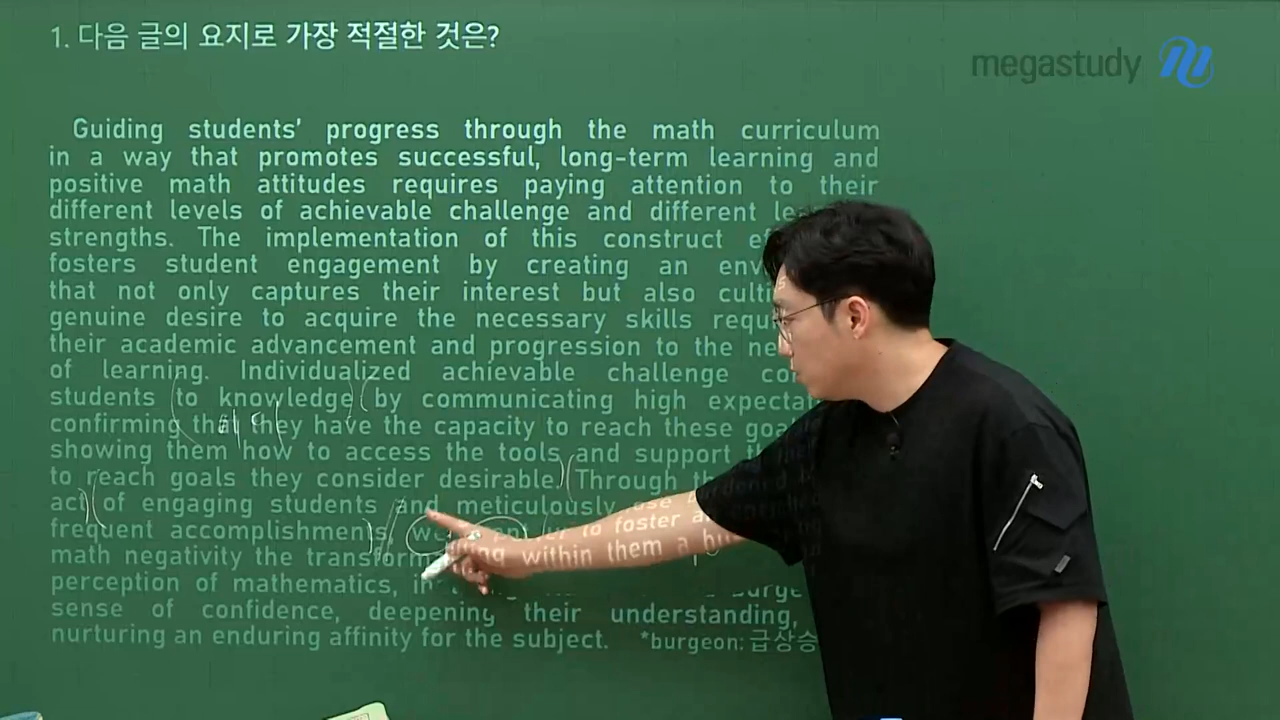 1. 다음 글의 요지로 가장 적절한 것은?
megastudy
Guiding students' progress through the math curriculum
in a way that promotes successful, long-term learning and
positive math attitudes requires paying attention to their
different levels of achievable challenge and different
strengths. The implementation of this construct
fosters student engagement by creating an
that not only captures their interest but also
genuine desire to acquire the necessary skills
their academic advancement and progression to the
of learning. Individualized achievable challenge
students to knowledge by communicating high
confirming that they have the capacity to reach these
showing them how to access the tools and support
to reach goals they consider desirable. Through
act of engaging students and meticulously
frequent accomplishments, to foster
math negativity the within them a
perception of mathematics,
sense of confidence, deepening their understanding,
nurturing an enduring affinity for the subject. *burgeon: 급상승